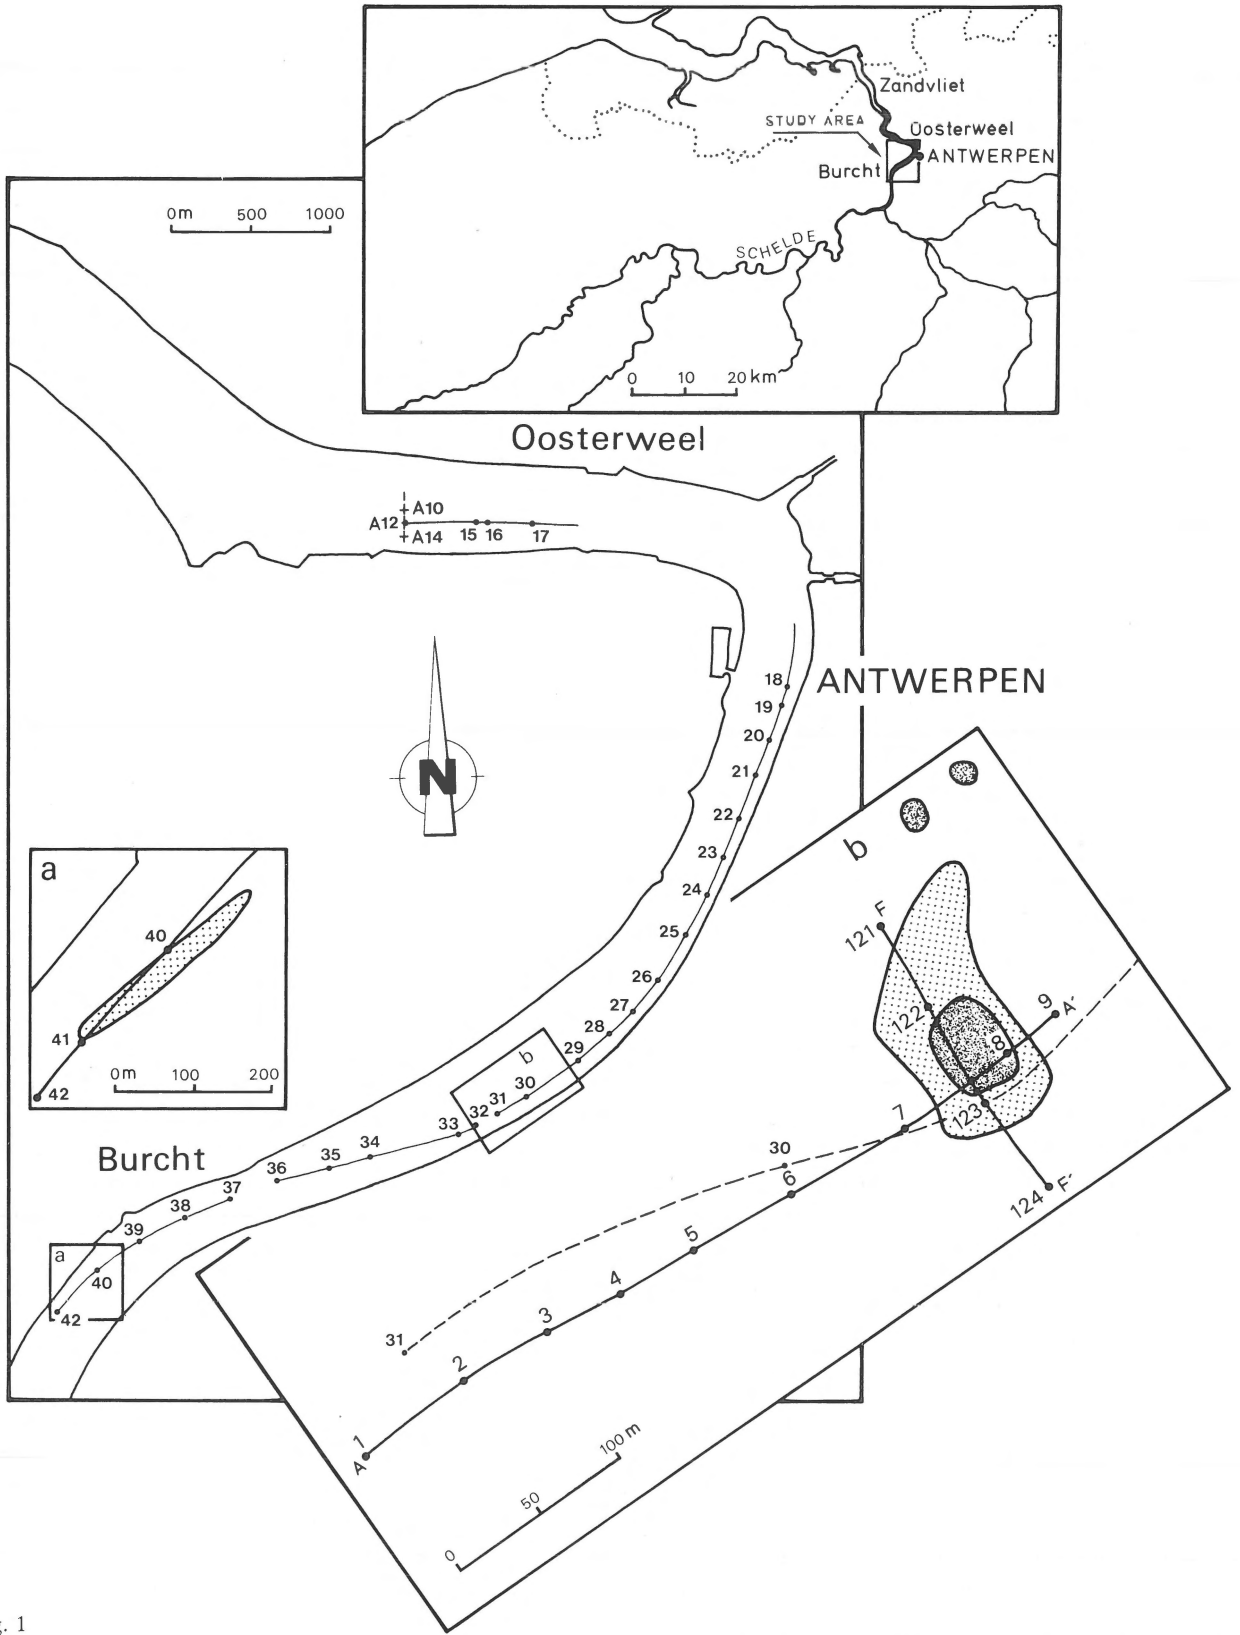 Zandvliet
STUDY AREA
Oosterweel
ANTWERPEN
Burcht
SCHELDE
0 10 20 km
0m 500 1000
Oosterweel
A10
A12
A14
15 16 17
ANTWERPEN
18
19
20
21
22
23
24
25
26
27
28
29
b
30
31
32
33
34
35
36
37
38
39
a
40
42
N
Burcht
a
40
41
42
0m 100 200
b
F
121
122
9
A'
8
123
7
124
F'
30
6
5
4
3
31
2
1
A
0 50 100 m
g. 1